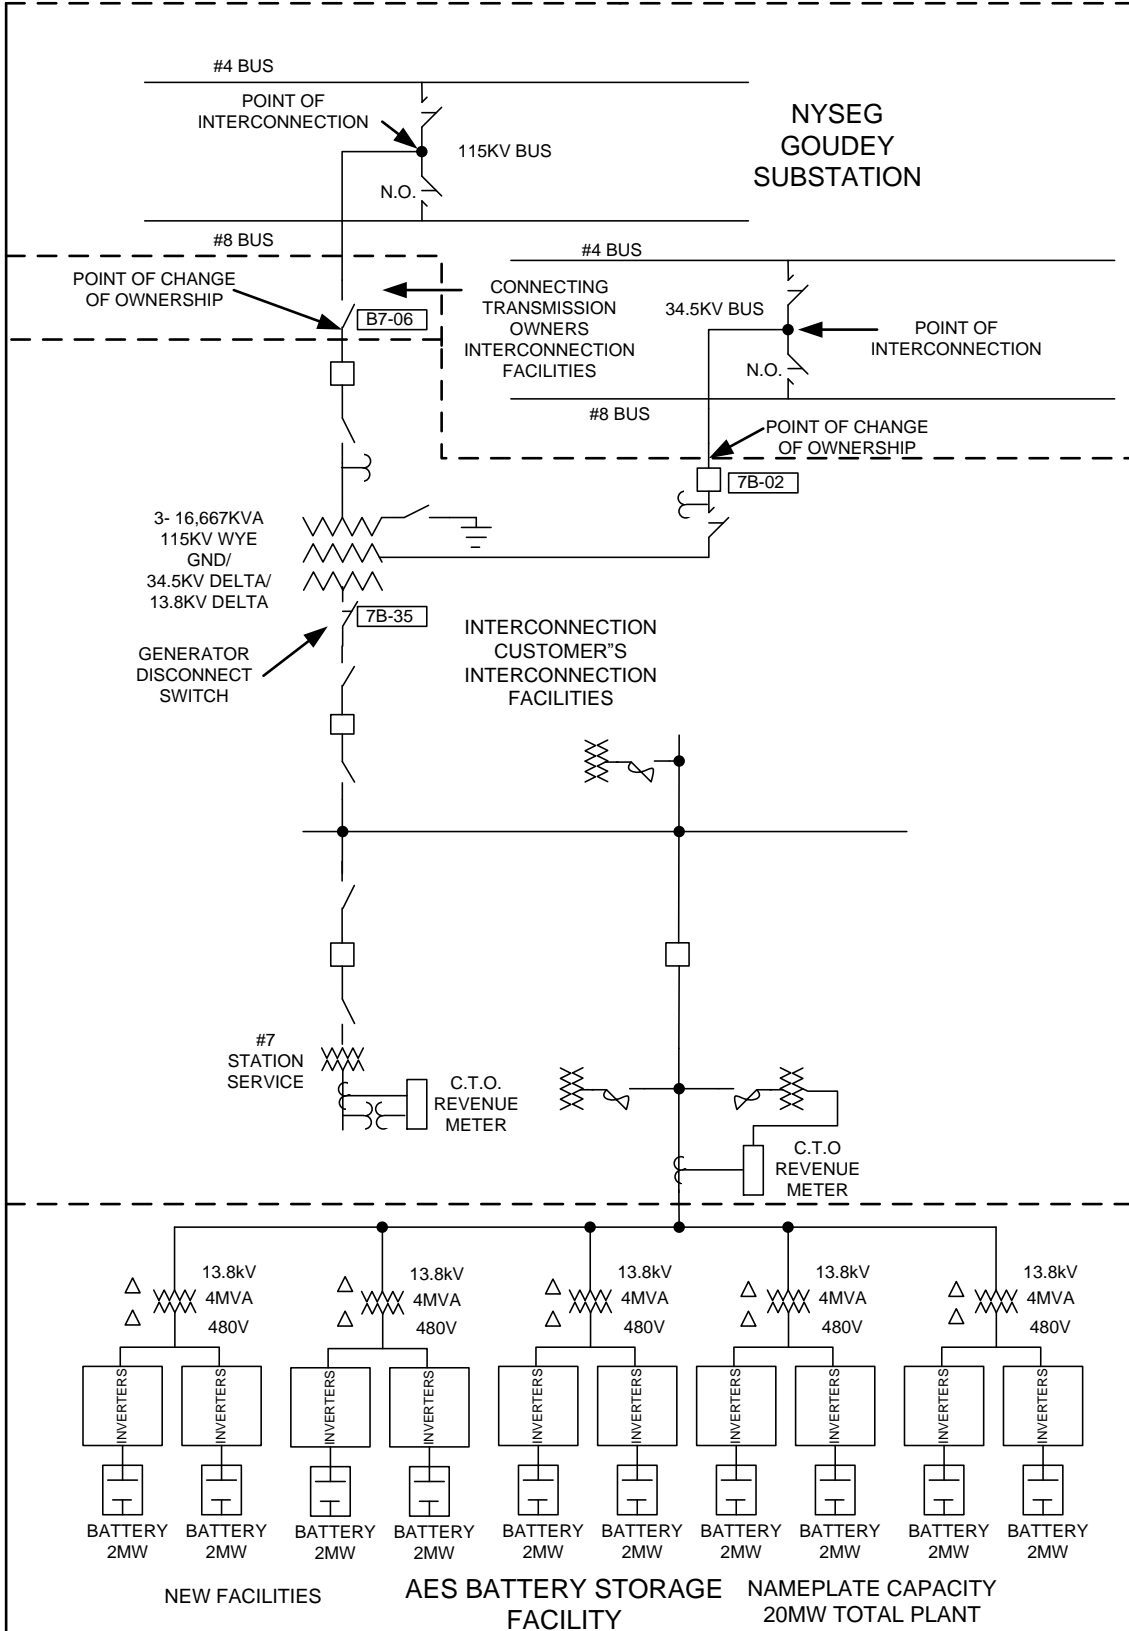 #4 BUS
POINT OF
INTERCONNECTION
115KV BUS
N.O.
#8 BUS
NYSEG
GOUDEY
SUBSTATION
POINT OF CHANGE
OF OWNERSHIP
B7-06
CONNECTING
TRANSMISSION
OWNERS
INTERCONNECTION
FACILITIES
#4 BUS
34.5KV BUS
POINT OF
INTERCONNECTION
N.O.
#8 BUS
POINT OF CHANGE
OF OWNERSHIP
7B-02
3- 16,667KVA
115KV WYE
GND/
34.5KV DELTA/
13.8KV DELTA
7B-35
GENERATOR
DISCONNECT
SWITCH
INTERCONNECTION
CUSTOMER"S
INTERCONNECTION
FACILITIES
#7
STATION
SERVICE
C.T.O.
REVENUE
METER
C.T.O
REVENUE
METER
13.8kV
4MVA
480V
13.8kV
4MVA
480V
13.8kV
4MVA
480V
13.8kV
4MVA
480V
13.8kV
4MVA
480V
INVERTERS
INVERTERS
INVERTERS
INVERTERS
INVERTERS
INVERTERS
INVERTERS
INVERTERS
INVERTERS
INVERTERS
BATTERY
2MW
BATTERY
2MW
BATTERY
2MW
BATTERY
2MW
BATTERY
2MW
BATTERY
2MW
BATTERY
2MW
BATTERY
2MW
BATTERY
2MW
BATTERY
2MW
NEW FACILITIES
AES BATTERY STORAGE
FACILITY
NAMEPLATE CAPACITY
20MW TOTAL PLANT